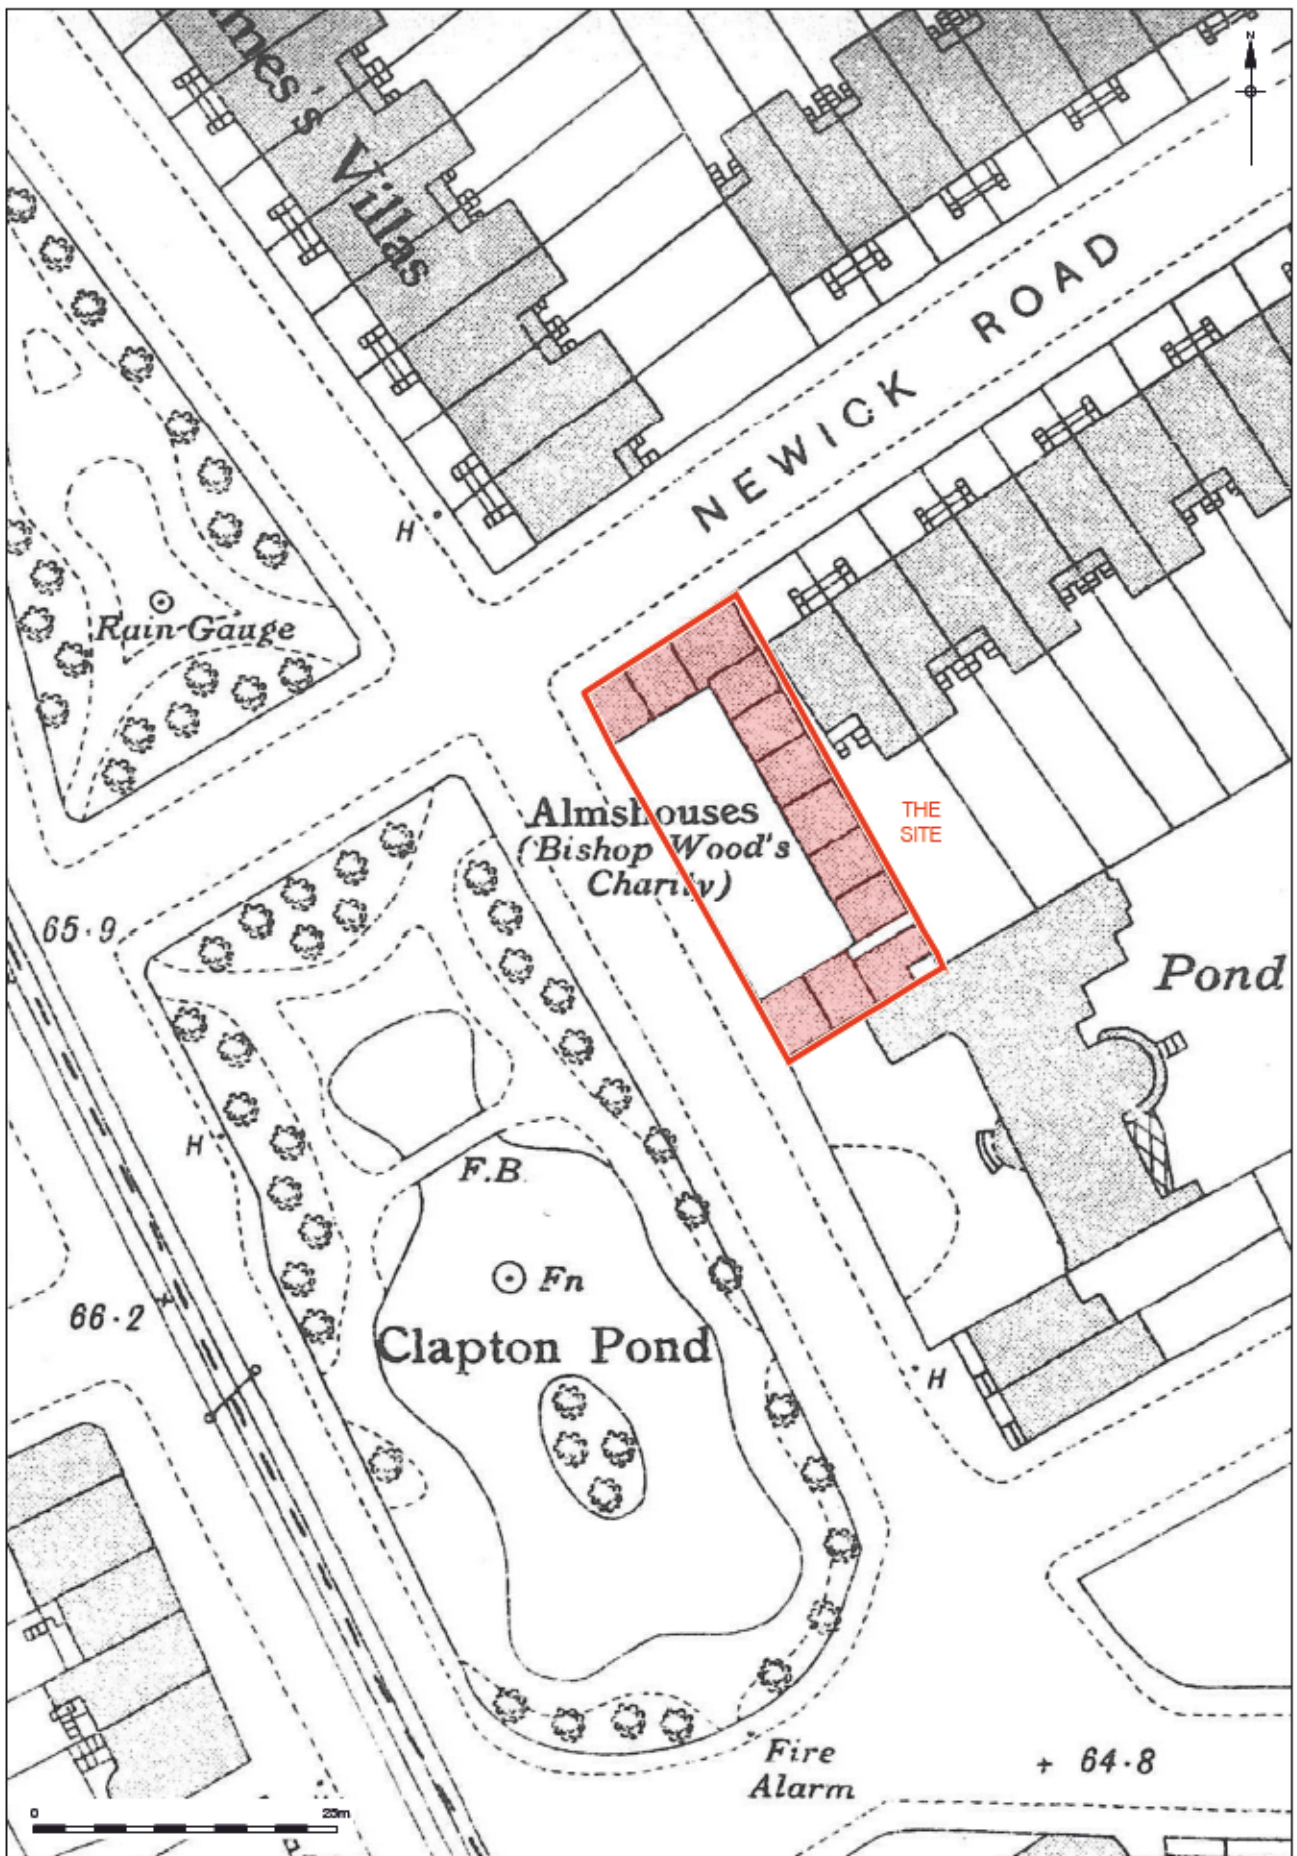 N
Villas
NEWICK ROAD
H
Rain-Gauge
THE
SITE
Almshouses
(Bishop Wood's
Charity)
65·9
Pond
H
F.B.
Fn
66·2
Clapton Pond
H
Fire
Alarm
64·8
0 25m